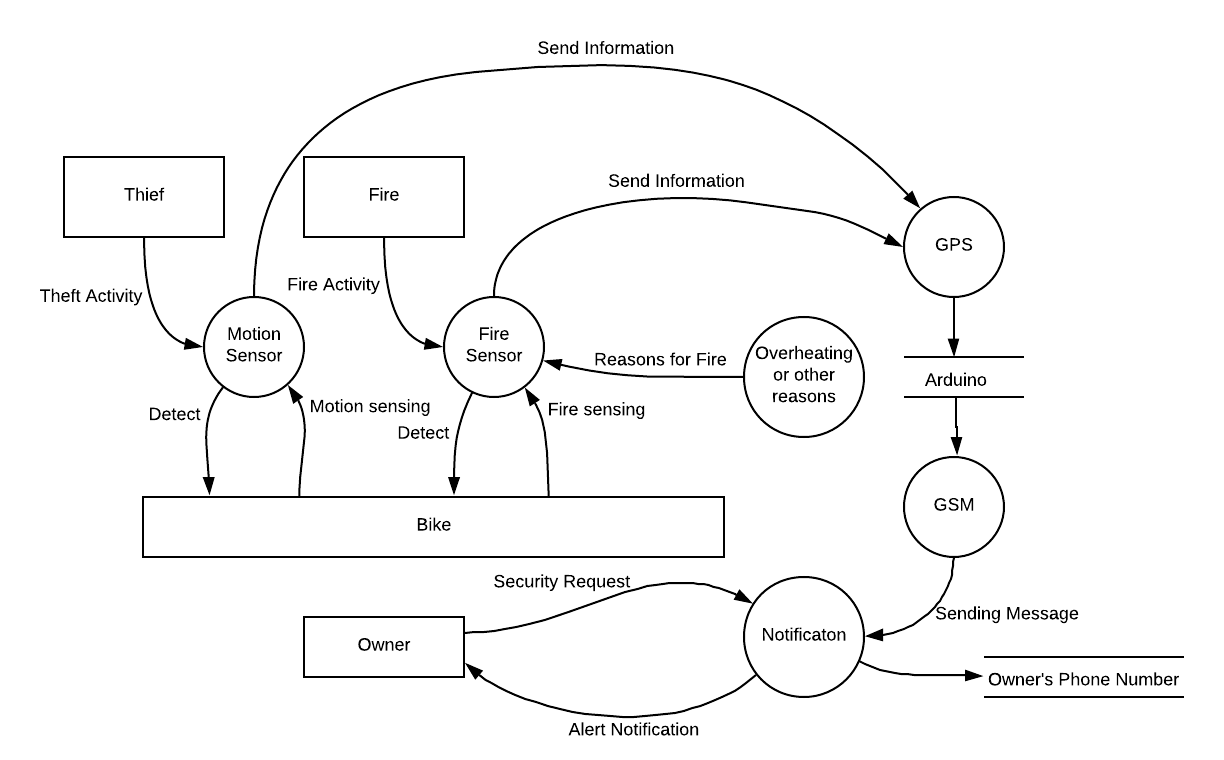 Send Information
Thief
Fire
Send Information
GPS
Theft Activity
Fire Activity
Motion
Sensor
Fire
Sensor
Reasons for Fire
Overheating
or other
reasons
Arduino
Detect
Motion sensing
Detect
Fire sensing
Bike
GSM
Security Request
Owner
Notificaton
Sending Message
Owner's Phone Number
Alert Notification